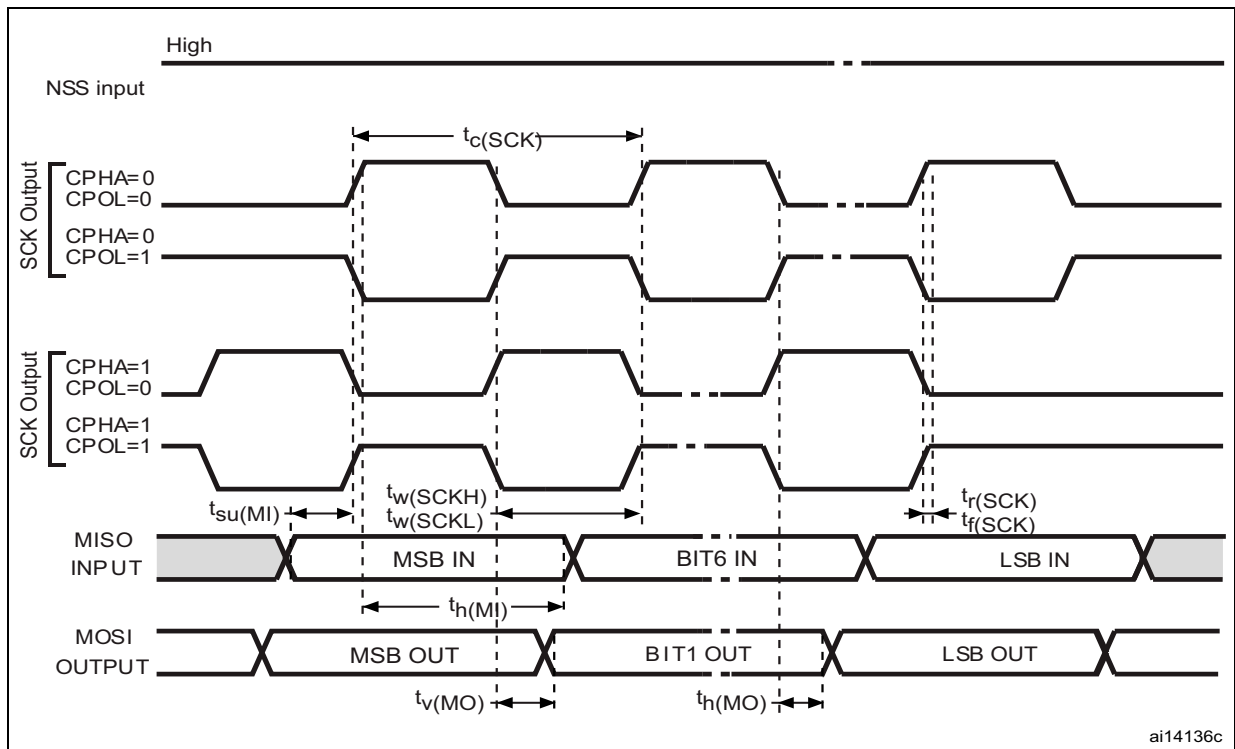 High
NSS input
tc(SCK)
SCK Output
CPHA=0
CPOL=0
CPHA=0
CPOL=1
SCK Output
CPHA=1
CPOL=0
CPHA=1
CPOL=1
tsu(MI)
tw(SCKH)
tw(SCKL)
tr(SCK)
tf(SCK)
MISO
INPUT
MSB IN
BIT6 IN
LSB IN
th(MI)
MOSI
OUTPUT
MSB OUT
BIT1 OUT
LSB OUT
tv(MO)
th(MO)
ai14136c